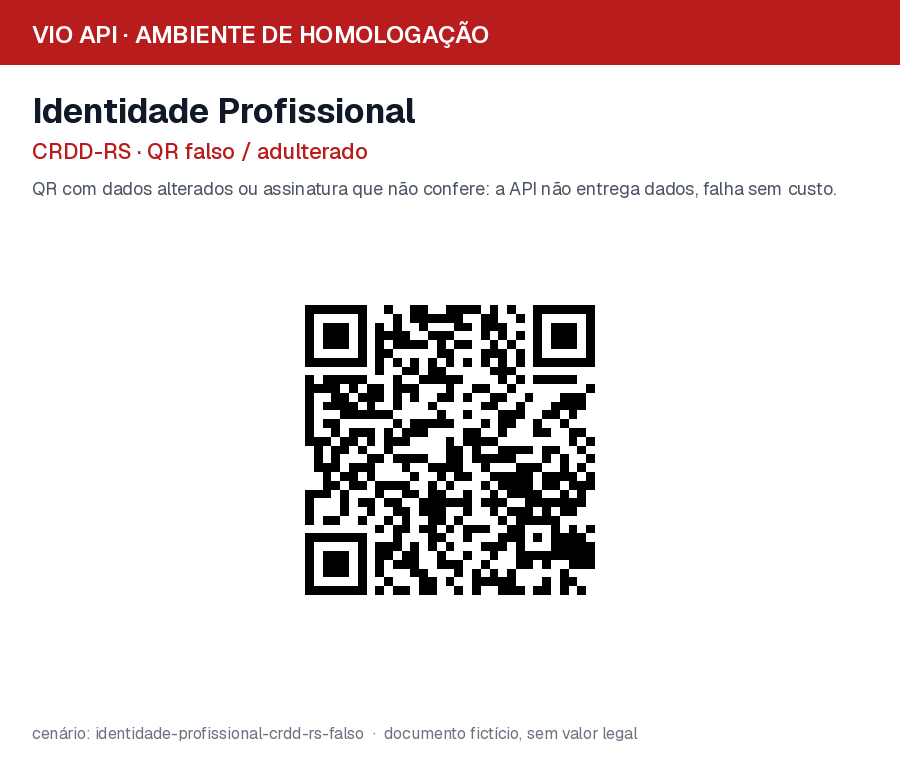 VIO API · AMBIENTE DE HOMOLOGAÇÃO
Identidade Profissional
CRDD-RS · QR falso / adulterado
QR com dados alterados ou assinatura que não confere: a API não entrega dados, falha sem custo.
cenário: identidade-profissional-crdd-rs-falso · documento fictício, sem valor legal